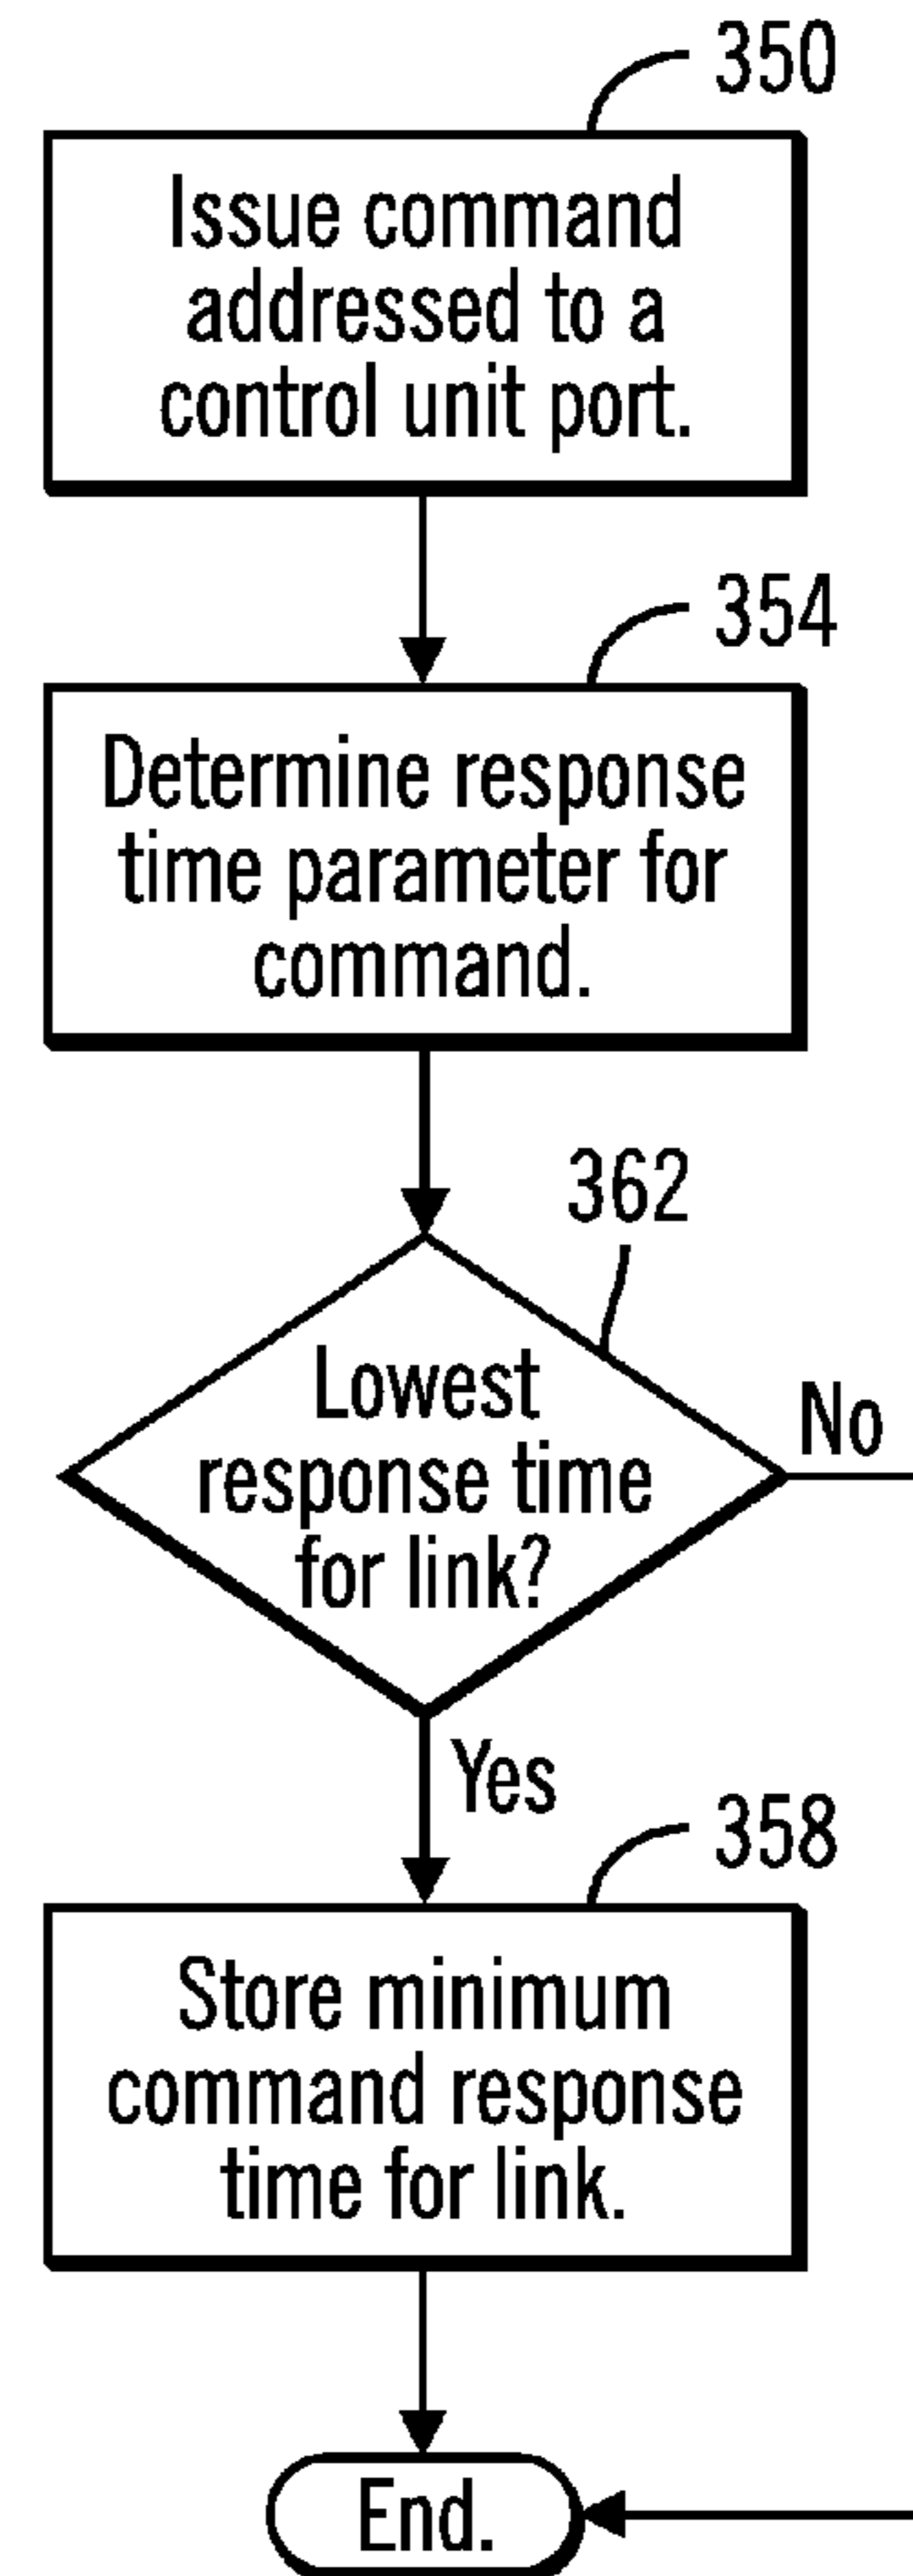 350
Issue command
addressed to a
control unit port.
354
Determine response
time parameter for
command.
362
Lowest
response time
for link?
No
Yes
358
Store minimum
command response
time for link.
End.